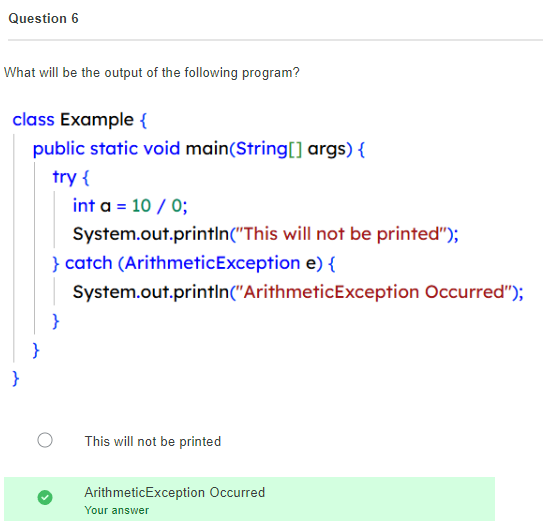 Question 6
What will be the output of the following program?
class Example {
public static void main(String[] args) {
try {
int a = 10 / 0;
System.out.println("This will not be printed");
} catch (ArithmeticException e) {
System.out.println("ArithmeticException Occurred");
}
}
}
This will not be printed
ArithmeticException Occurred
Your answer